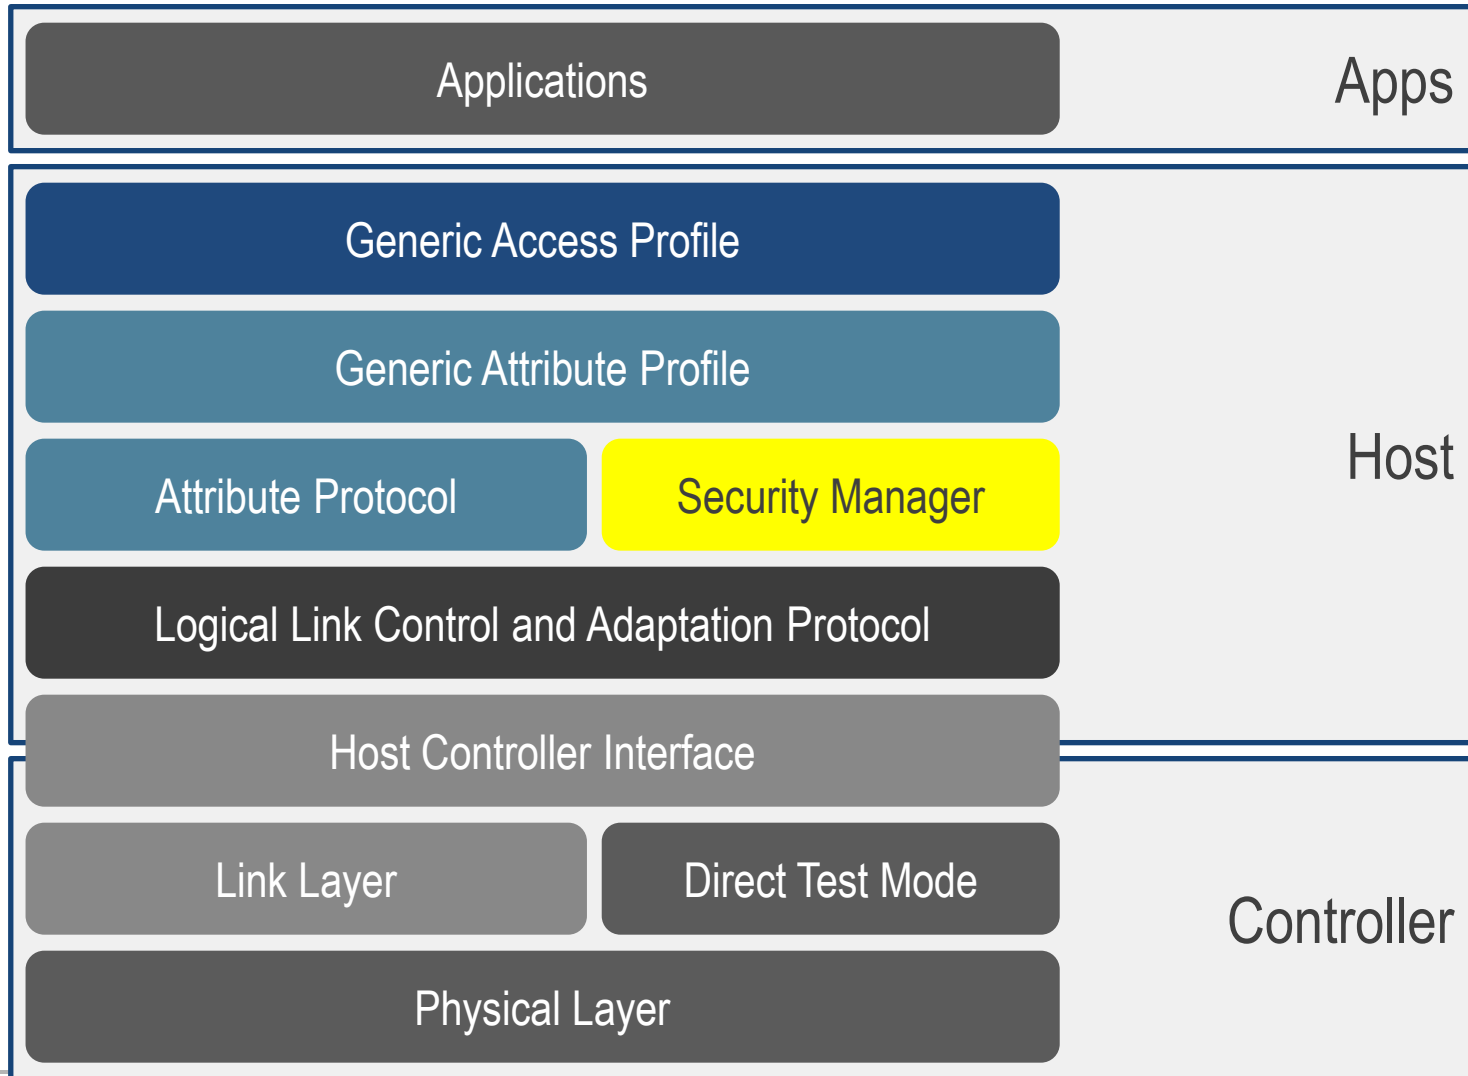 Applications
Apps
Generic Access Profile
Generic Attribute Profile
Host
Attribute Protocol
Security Manager
Logical Link Control and Adaptation Protocol
Host Controller Interface
Link Layer
Direct Test Mode
Controller
Physical Layer